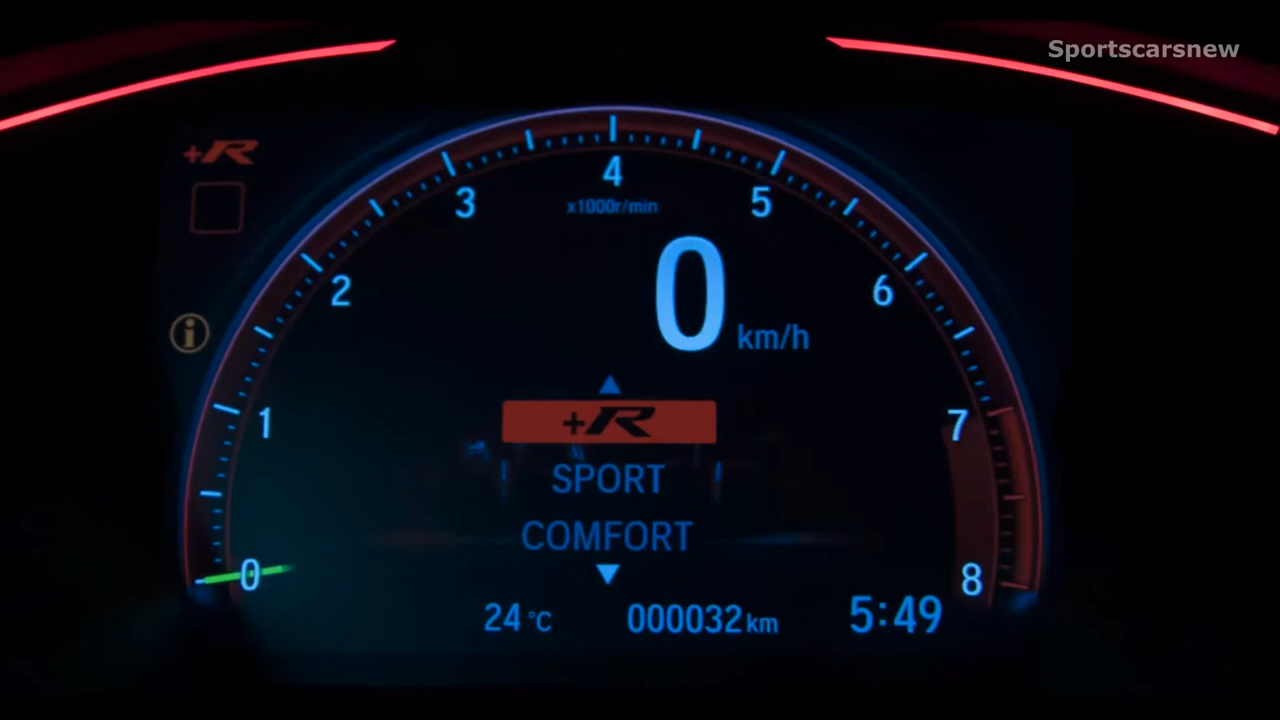 Sportscarsnew
+R
4
3
5
x1000r/min
0
2
6
km/h
1
+R
7
SPORT
COMFORT
0
8
24 °C
000032 km
5:49